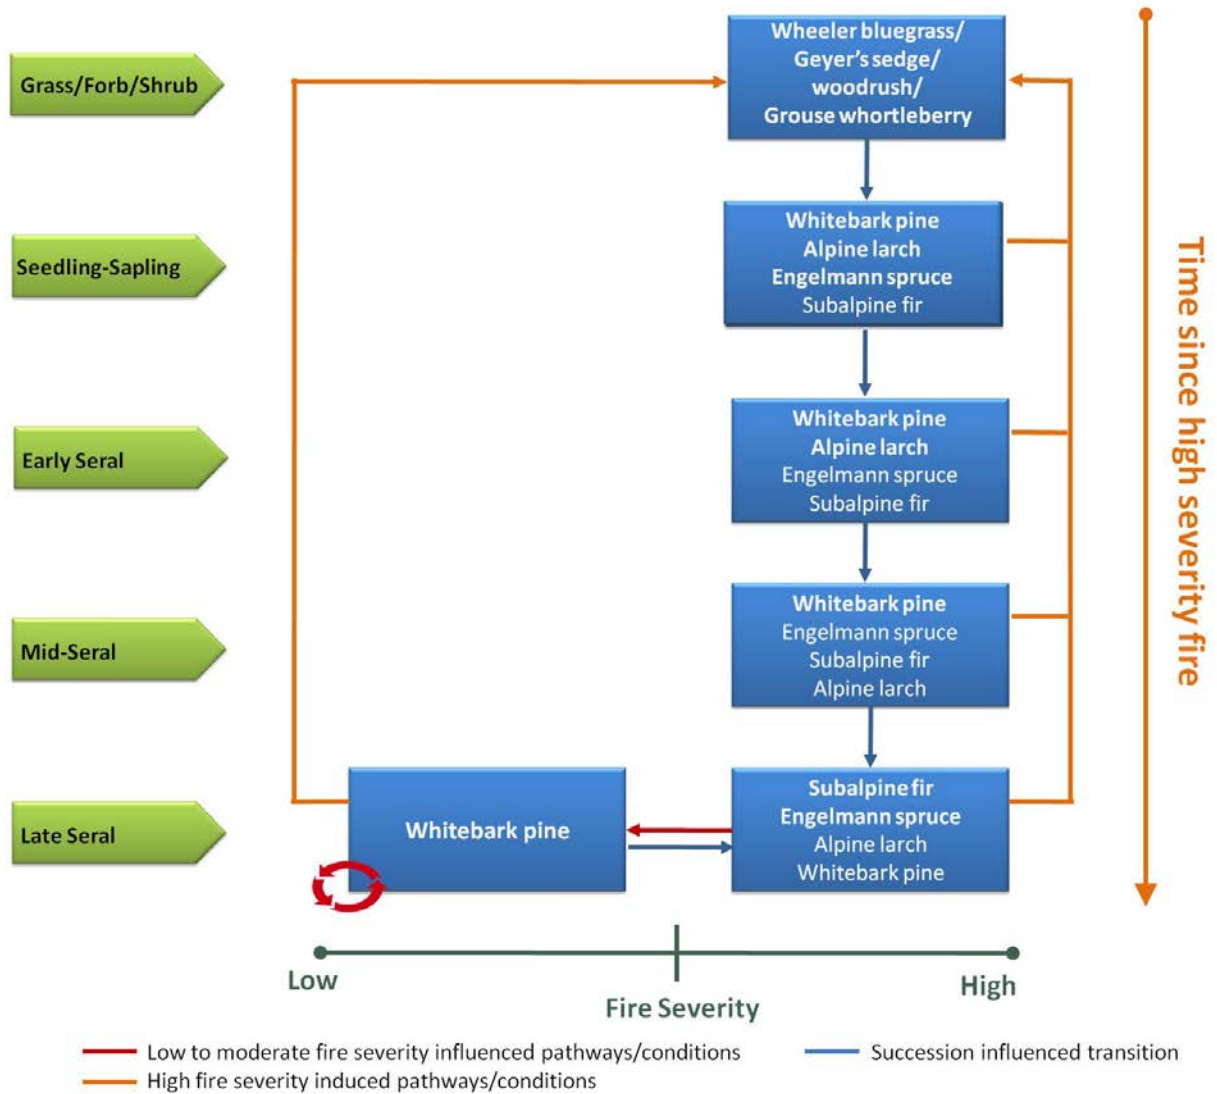 Grass/Forb/Shrub
Wheeler bluegrass/
Geyer's sedge/
woodrush/
Grouse whortleberry
Seedling-Sapling
Whitebark pine
Alpine larch
Engelmann spruce
Subalpine fir
Early Seral
Whitebark pine
Alpine larch
Engelmann spruce
Subalpine fir
Mid-Seral
Whitebark pine
Engelmann spruce
Subalpine fir
Alpine larch
Late Seral
Whitebark pine
Subalpine fir
Engelmann spruce
Alpine larch
Whitebark pine
Time since high severity fire
Low
Fire Severity
High
Low to moderate fire severity influenced pathways/conditions
Succession influenced transition
High fire severity induced pathways/conditions